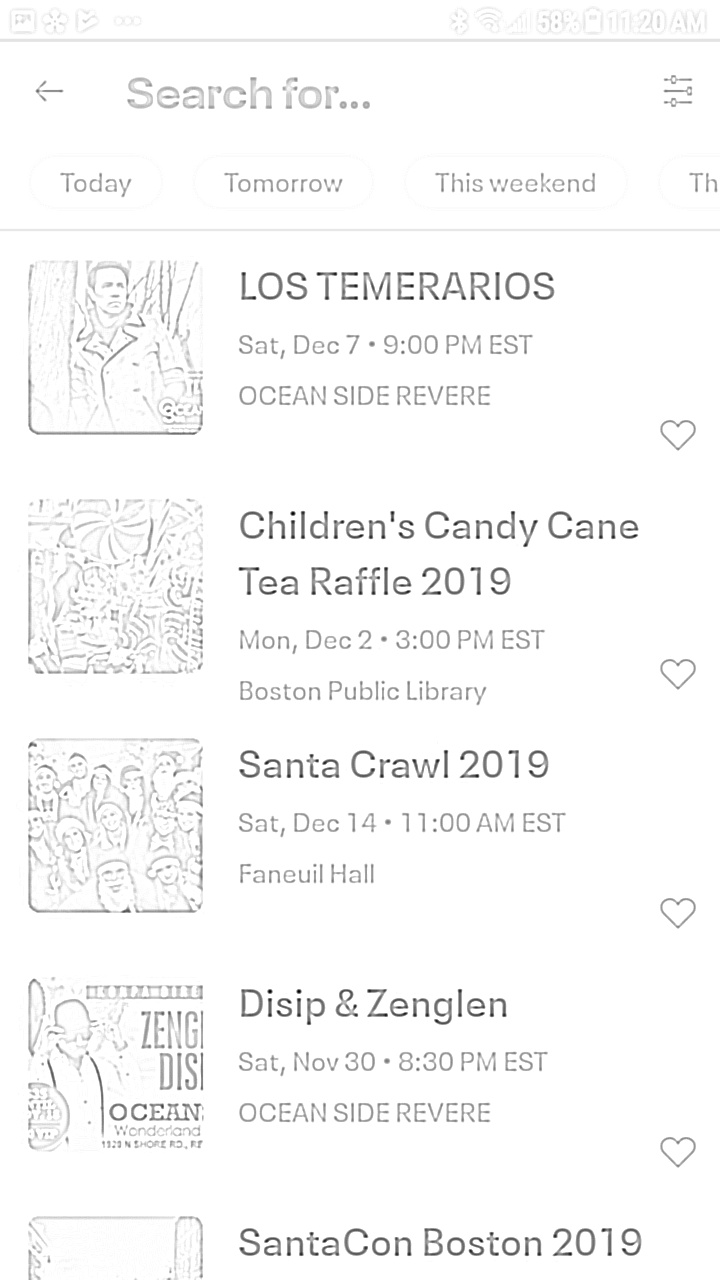 58% 11:20 AM
Search for...
Today
Tomorrow
This weekend
Th
LOS TEMERARIOS
Sat, Dec 7 • 9:00 PM EST
OCEAN SIDE REVERE
Children's Candy Cane
Tea Raffle 2019
Mon, Dec 2 • 3:00 PM EST
Boston Public Library
Santa Crawl 2019
Sat, Dec 14 • 11:00 AM EST
Faneuil Hall
ZENGL
DISI
OCEAN
Wonderland
1929 N SHORE RD., RE
Disip & Zenglen
Sat, Nov 30 • 8:30 PM EST
OCEAN SIDE REVERE
SantaCon Boston 2019